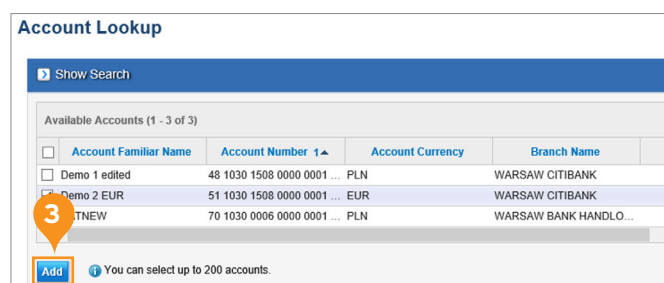 Account Lookup
Show Search
Available Accounts (1 - 3 of 3)
Account Familiar Name Account Number 1 Account Currency Branch Name
Demo 1 edited 48 1030 1508 0000 0001 ... PLN WARSAW CITIBANK
Demo 2 EUR 51 1030 1508 0000 0001 ... EUR WARSAW CITIBANK
TNEW 70 1030 0006 0000 0001 ... PLN WARSAW BANK HANDLO...
3
Add You can select up to 200 accounts.